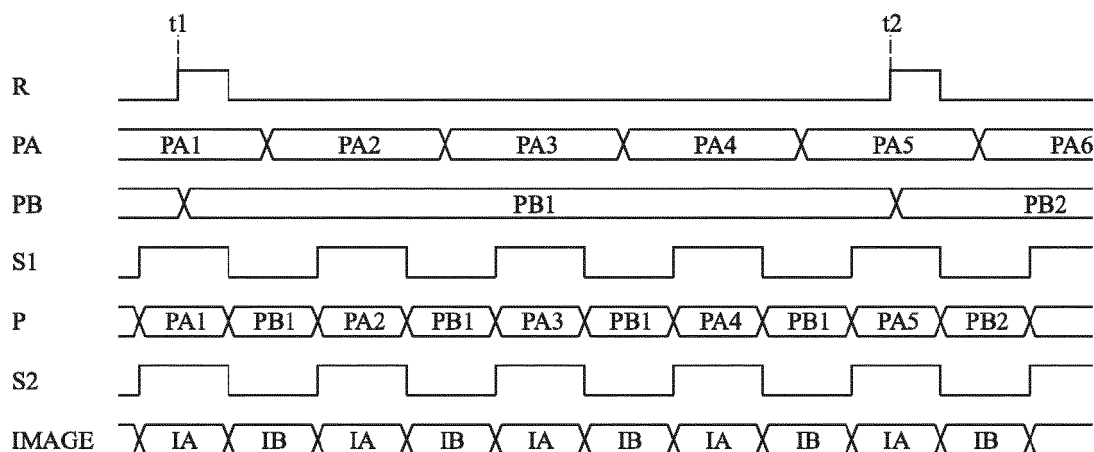 t1 t2
R
PA PA1 PA2 PA3 PA4 PA5 PA6
PB PB1 PB2
S1
P PA1 PB1 PA2 PB1 PA3 PB1 PA4 PB1 PA5 PB2
S2
IMAGE IA IB IA IB IA IB IA IB IA IB